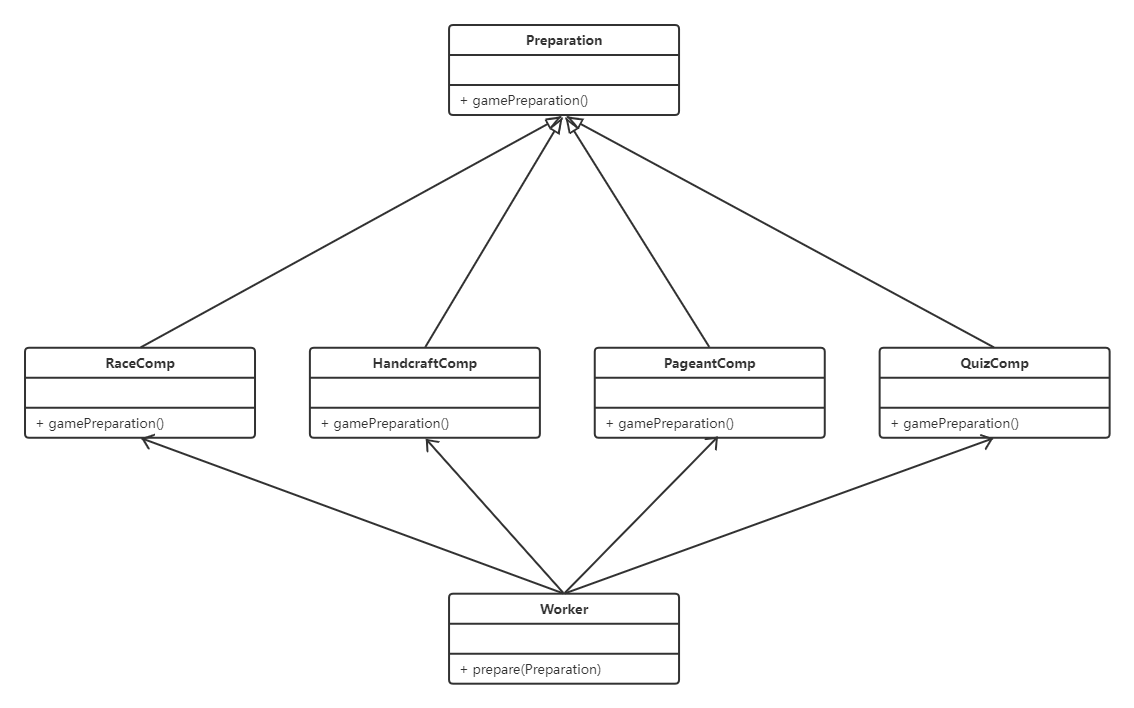 Preparation
+ gamePreparation()
RaceComp
+ gamePreparation()
HandcraftComp
+ gamePreparation()
PageantComp
+ gamePreparation()
QuizComp
+ gamePreparation()
Worker
+ prepare(Preparation)